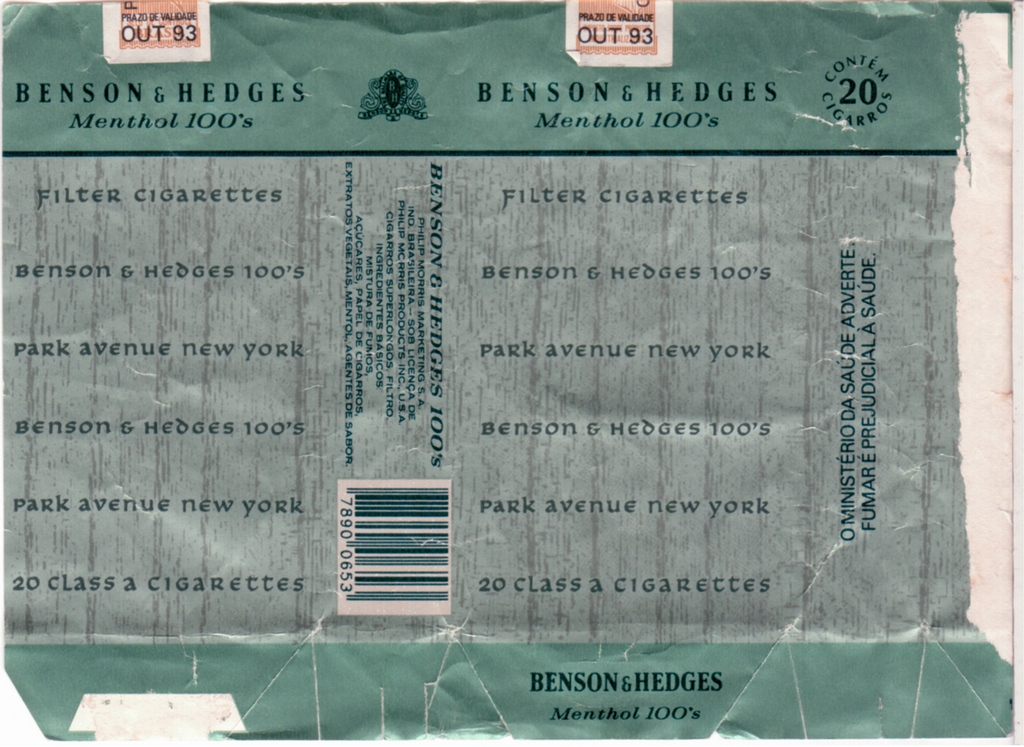 PRAZO DE VALIDADE
OUT 93
PRAZO DE VALIDADE
OUT 93
BENSON & HEDGES
Menthol 100's
BENSON & HEDGES
Menthol 100's
CONTÉM
20
CIGARROS
FILTER CIGARETTES
BENSON & HEDGES 100'S
PARK AVENUE NEW YORK
BENSON & HEDGES 100'S
PARK AVENUE NEW YORK
20 CLASS A CIGARETTES
BENSON & HEDGES 100's
PHILIP MORRIS MARKETING S.A.
IND. BRASILEIRA - SOB LICENÇA DE
PHILIP MORRIS PRODUCTS INC., U.S.A.
CIGARROS SUPERLONGOS, FILTRO.
INGREDIENTES BÁSICOS:
MISTURA DE FUMOS,
AÇÚCARES, PAPEL DE CIGARROS,
EXTRATOS VEGETAIS, MENTOL, AGENTES DE SABOR.
7890 0653
FILTER CIGARETTES
BENSON & HEDGES 100'S
PARK AVENUE NEW YORK
BENSON & HEDGES 100'S
PARK AVENUE NEW YORK
20 CLASS A CIGARETTES
O MINISTÉRIO DA SAÚDE ADVERTE:
FUMAR É PREJUDICIAL À SAÚDE.
BENSON & HEDGES
Menthol 100's